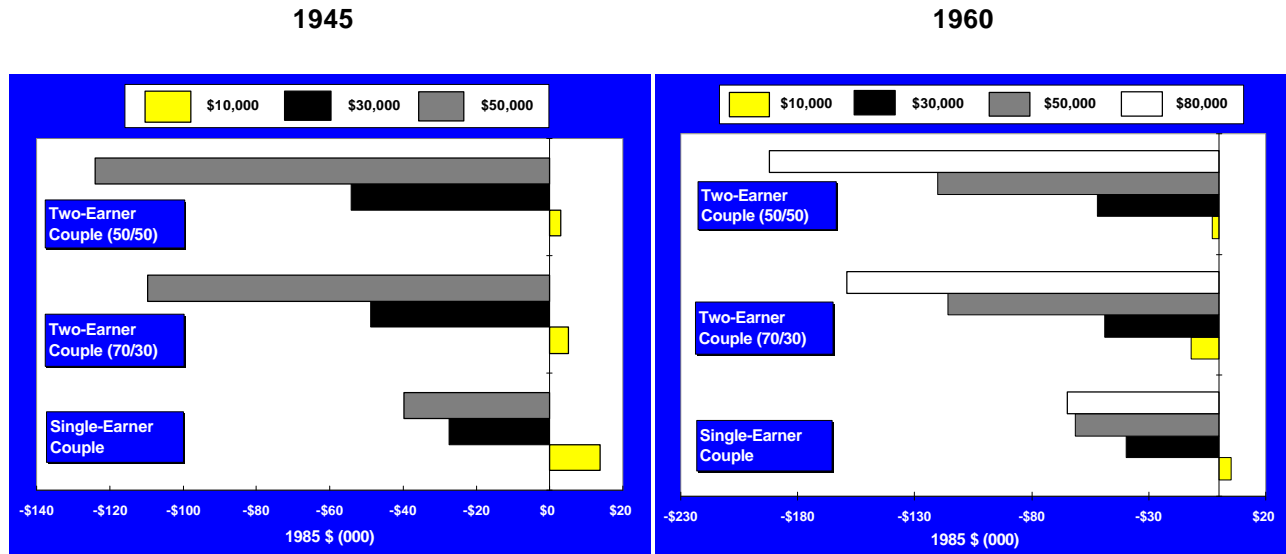 1945
1960
$10,000 $30,000 $50,000
Two-Earner
Couple (50/50)
Two-Earner
Couple (70/30)
Single-Earner
Couple
-$140 -$120 -$100 -$80 -$60 -$40 -$20 $0 $20
1985 $ (000)
$10,000 $30,000 $50,000 $80,000
Two-Earner
Couple (50/50)
Two-Earner
Couple (70/30)
Single-Earner
Couple
-$230 -$180 -$130 -$80 -$30 $20
1985 $ (000)